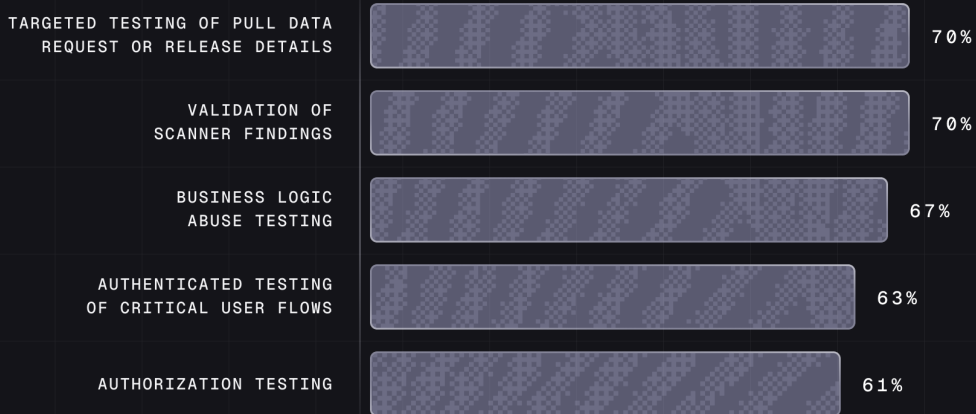 TARGETED TESTING OF PULL DATA
REQUEST OR RELEASE DETAILS
70%
VALIDATION OF
SCANNER FINDINGS
70%
BUSINESS LOGIC
ABUSE TESTING
67%
AUTHENTICATED TESTING
OF CRITICAL USER FLOWS
63%
AUTHORIZATION TESTING
61%